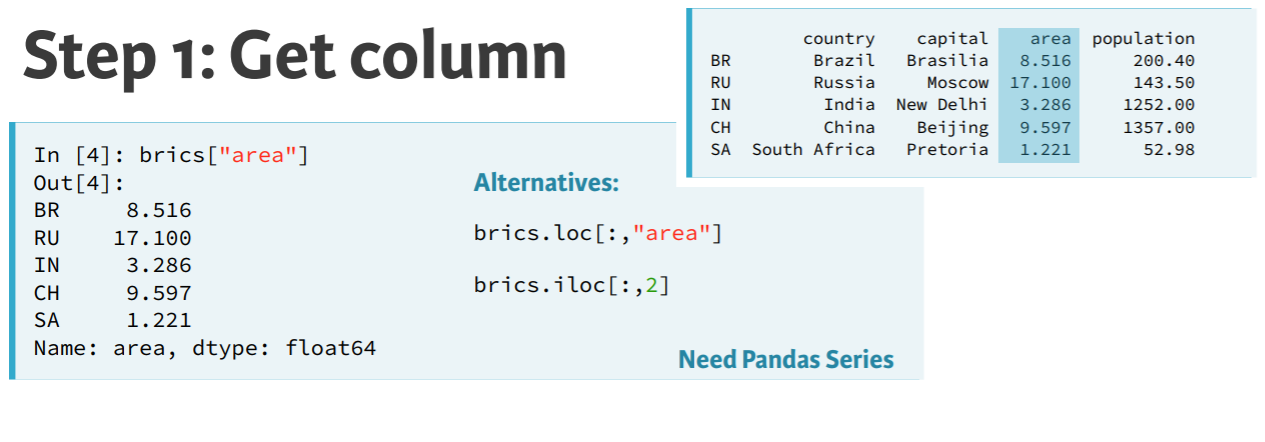 Step 1: Get column
country capital area population
BR Brazil Brasilia 8.516 200.40
RU Russia Moscow 17.100 143.50
IN India New Delhi 3.286 1252.00
CH China Beijing 9.597 1357.00
SA South Africa Pretoria 1.221 52.98
In [4]: brics["area"]
Out[4]:
BR 8.516
RU 17.100
IN 3.286
CH 9.597
SA 1.221
Name: area, dtype: float64
Alternatives:
brics.loc[:,"area"]
brics.iloc[:,2]
Need Pandas Series